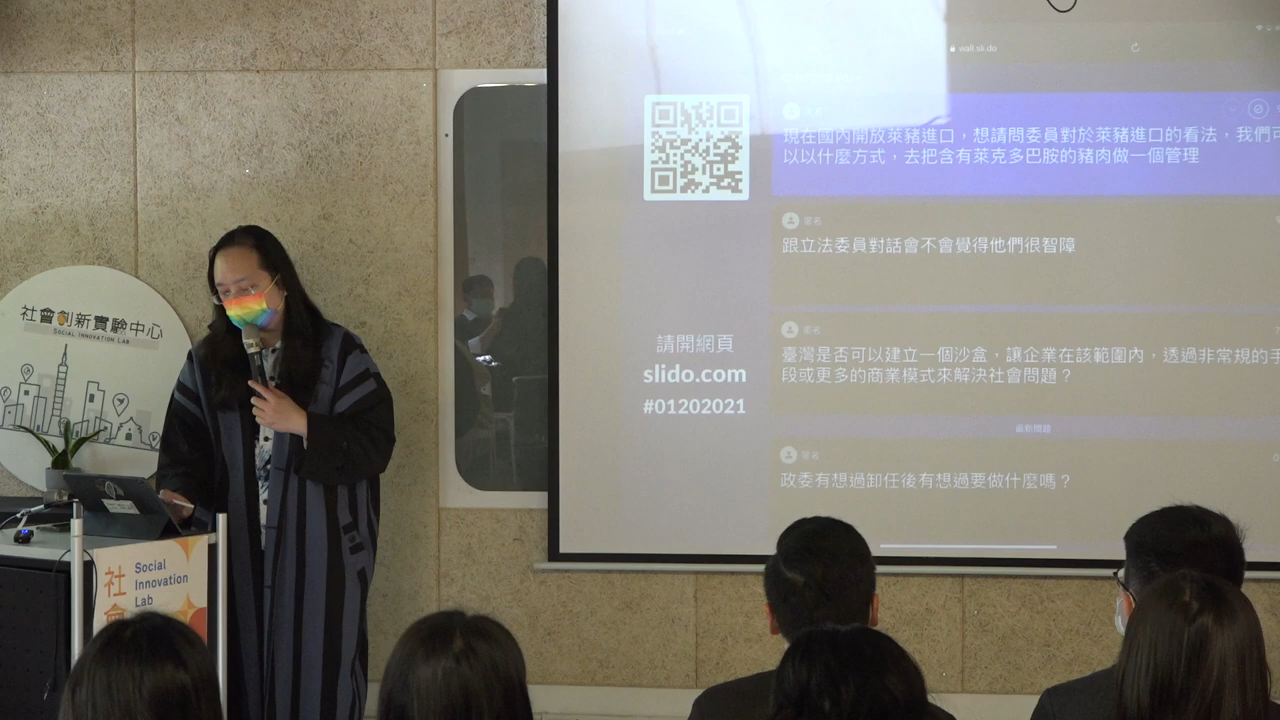 社會創新實驗中心
SOCIAL INNOVATION LAB
社會
Social
Innovation
Lab
請開網頁
slido.com
#01202021
wall.sli.do
現在國內開放萊豬進口，想請問委員對於萊豬進口的看法，我們可
以以什麼方式，去把含有萊克多巴胺的豬肉做一個管理
匿名
跟立法委員對話會不會覺得他們很智障
匿名
臺灣是否可以建立一個沙盒，讓企業在該範圍內，透過非常規的手
段或更多的商業模式來解決社會問題？
最新問題
匿名
政委有想過卸任後有想過要做什麼嗎？